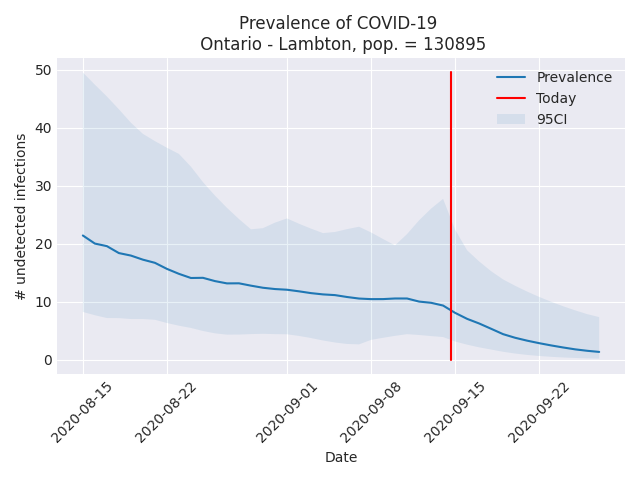 Prevalence of COVID-19
Ontario - Lambton, pop. = 130895
Prevalence
Today
95CI
# undetected infections
50
40
30
20
10
0
2020-08-15
2020-08-22
2020-09-01
2020-09-08
2020-09-15
2020-09-22
Date